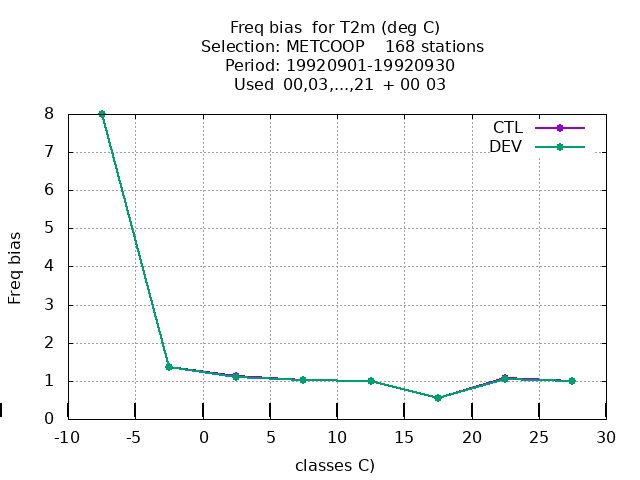 Freq bias  for T2m (deg C)
Selection: METCOOP    168 stations
Period: 19920901-19920930
Used  00,03,...,21  + 00 03
CTL
DEV
8
7
6
5
4
3
2
1
0
Freq bias
-10 -5 0 5 10 15 20 25 30
classes C)